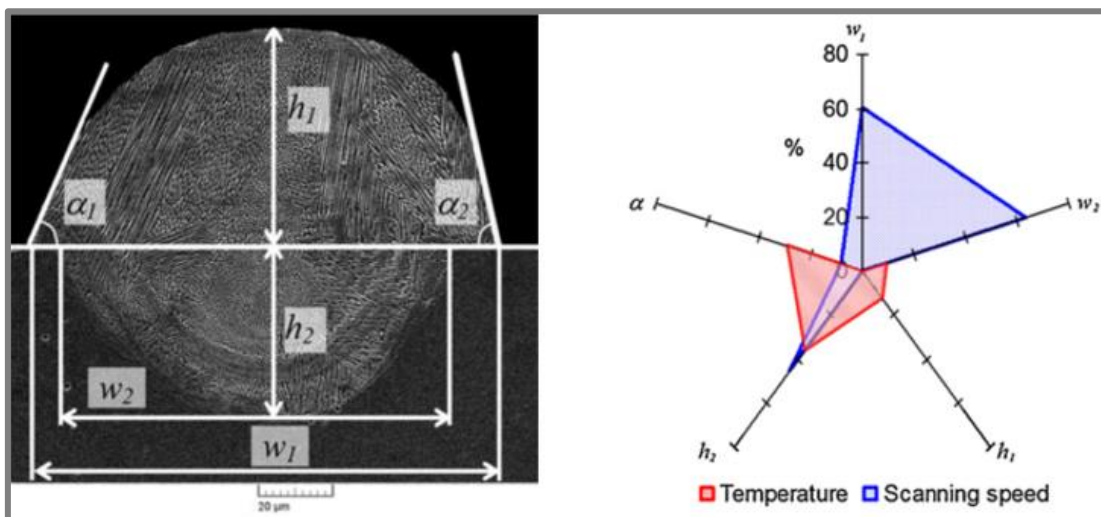 h₁
α₁
α₂
h₂
w₂
w₁
20 μm
w₁
80
60
%
40
20
0
α
w₂
h₂
h₁
Temperature
Scanning speed